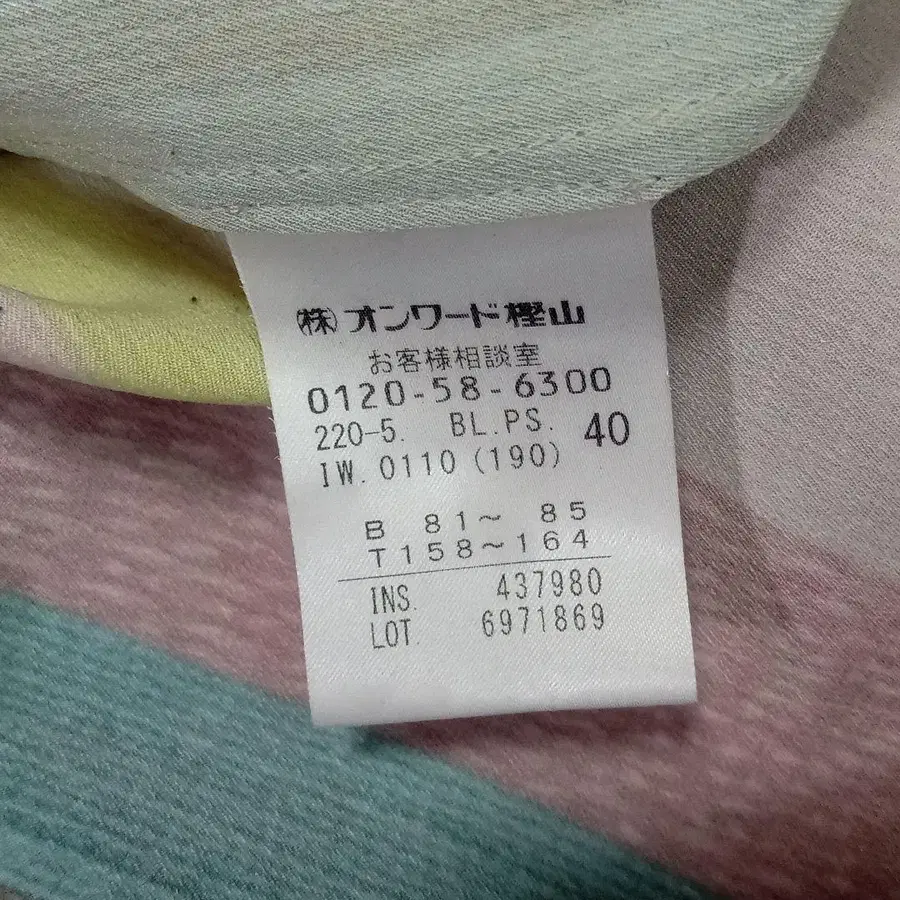 ㈱オンワード樫山
お客様相談室
0120-58-6300
220-5. BL.PS. 40
IW.0110 (190)
B 81～ 85
T158～164
INS. 437980
LOT 6971869